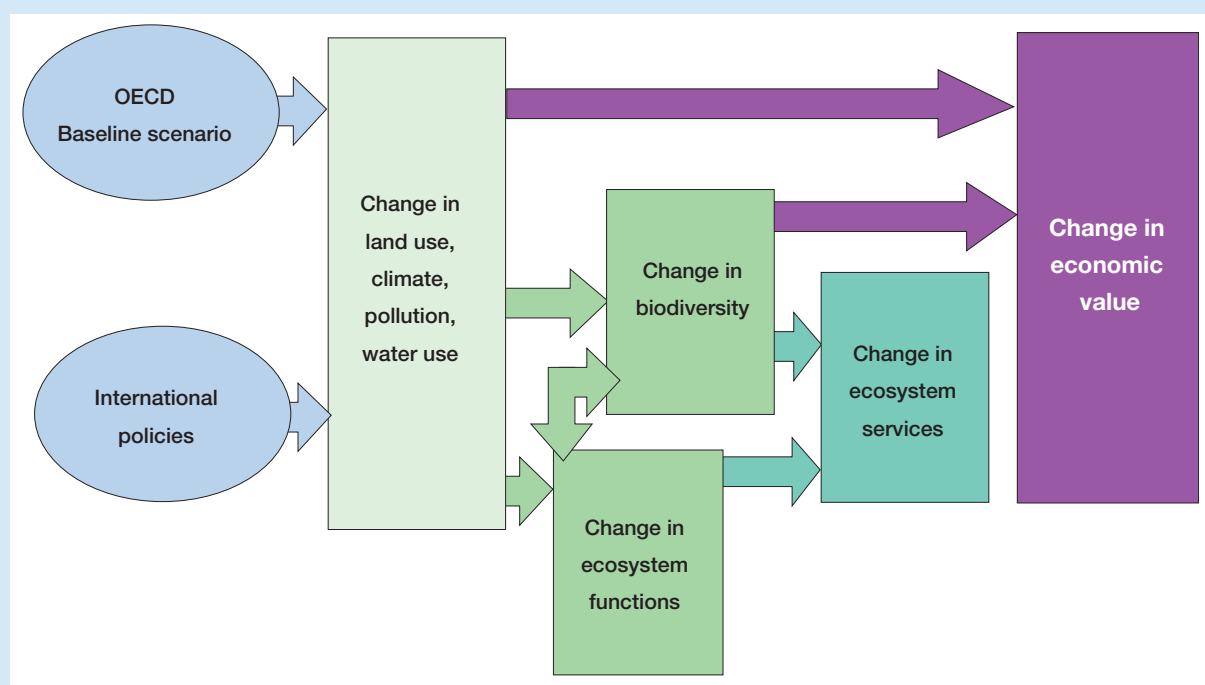 OECD
Baseline scenario
International
policies
Change in
land use,
climate,
pollution,
water use
Change in
biodiversity
Change in
ecosystem
functions
Change in
ecosystem
services
Change in
economic
value